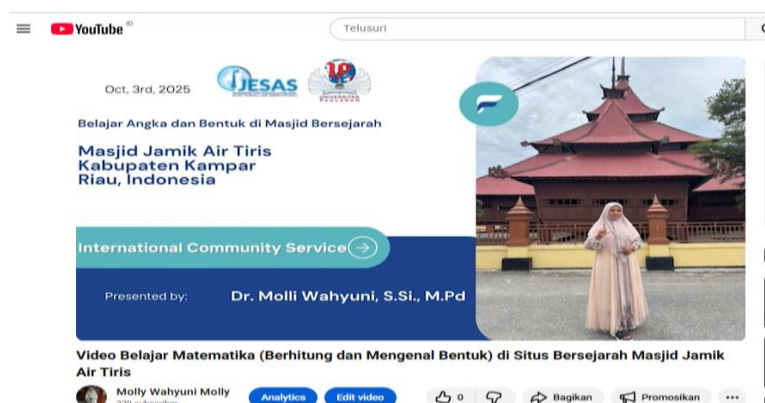 YouTube ID
Telusuri
Oct, 3rd, 2025
JESAS
UNIVERSITAS
Belajar Angka dan Bentuk di Masjid Bersejarah
Masjid Jamik Air Tiris
Kabupaten Kampar
Riau, Indonesia
International Community Service
Presented by:
Dr. Molli Wahyuni, S.Si., M.Pd
Video Belajar Matematika (Berhitung dan Mengenal Bentuk) di Situs Bersejarah Masjid Jamik
Air Tiris
Molly Wahyuni Molly
Analytics
Edit video
0
Bagikan
Promosikan